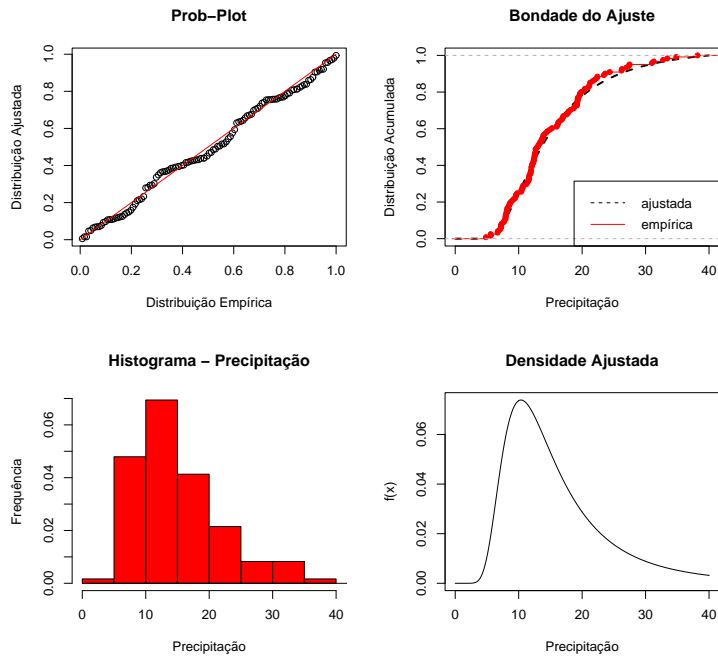 Prob−Plot
Distribuição Ajustada
0.0 0.2 0.4 0.6 0.8 1.0
0.0 0.2 0.4 0.6 0.8 1.0
Distribuição Empírica
Bondade do Ajuste
Distribuição Acumulada
0.0 0.2 0.4 0.6 0.8 1.0
ajustada
empírica
0 10 20 30 40
Precipitação
Histograma − Precipitação
Frequência
0.00 0.02 0.04 0.06
0 10 20 30 40
Precipitação
Densidade Ajustada
f(x)
0.00 0.02 0.04 0.06
0 10 20 30 40
Precipitação